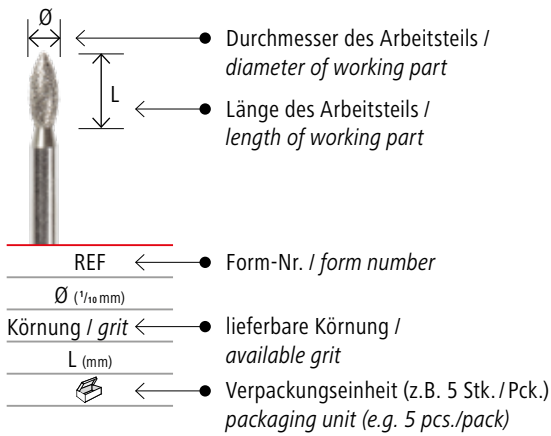 Ø
Durchmesser des Arbeitsteils /
diameter of working part
L
Länge des Arbeitsteils /
length of working part
REF
Form-Nr. / form number
Ø (¹/₁₀ mm)
Körnung / grit
lieferbare Körnung /
available grit
L (mm)
Verpackungseinheit (z.B. 5 Stk. / Pck.)
packaging unit (e.g. 5 pcs./pack)